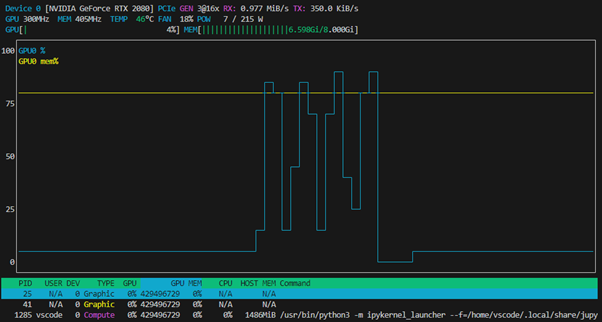 Device 0 [NVIDIA GeForce RTX 2080] PCIe GEN 3@16x RX: 0.977 MiB/s TX: 350.0 KiB/s
GPU 300MHz MEM 405MHz TEMP 46°C FAN 18% POW 7 / 215 W
GPU[| 4%] MEM[||||||||||||||||||||6.598Gi/8.000Gi]
100 GPU0 %
GPU0 mem%
75
50
25
0
PID USER DEV TYPE GPU GPU MEM CPU HOST MEM Command
25 N/A 0 Graphic 0% 429496729 0% N/A N/A
41 N/A 0 Graphic 0% 429496729 0% N/A N/A
1285 vscode 0 Compute 0% 429496729 0% 0% 1486MiB /usr/bin/python3 -m ipykernel_launcher --f=/home/vscode/.local/share/jupy